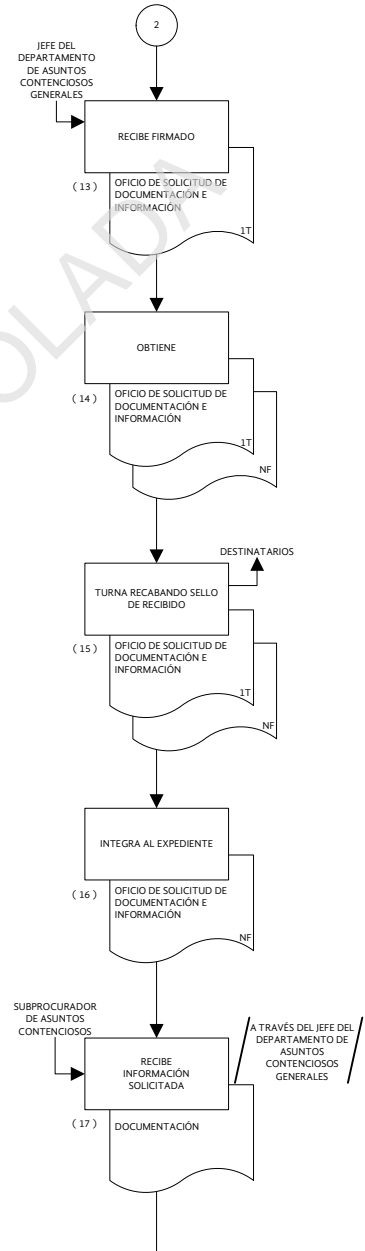 2
JEFE DEL
DEPARTAMENTO
DE ASUNTOS
CONTENCIOSOS
GENERALES
RECIBE FIRMADO
( 13 )
OFICIO DE SOLICITUD DE
DOCUMENTACIÓN E
INFORMACIÓN
1T
OBTIENE
( 14 )
OFICIO DE SOLICITUD DE
DOCUMENTACIÓN E
INFORMACIÓN
1T
NF
DESTINATARIOS
TURNA RECABANDO SELLO
DE RECIBIDO
( 15 )
OFICIO DE SOLICITUD DE
DOCUMENTACIÓN E
INFORMACIÓN
1T
NF
INTEGRA AL EXPEDIENTE
( 16 )
OFICIO DE SOLICITUD DE
DOCUMENTACIÓN E
INFORMACIÓN
NF
SUBPROCURADOR
DE ASUNTOS
CONTENCIOSOS
A TRAVÉS DEL JEFE DEL
DEPARTAMENTO DE
ASUNTOS
CONTENCIOSOS
GENERALES
RECIBE
INFORMACIÓN
SOLICITADA
( 17 )
DOCUMENTACIÓN
OLADA